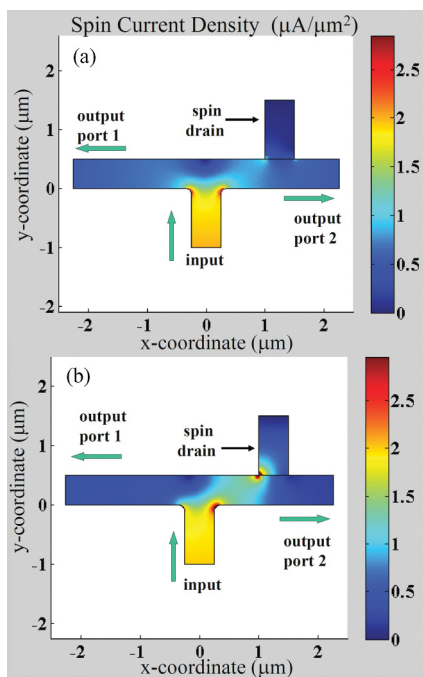 Spin Current Density (µA/µm²)
(a)
output
port 1
spin
drain
output
port 2
input
y-coordinate (µm)
2
1
0
-1
-2
-2
-1
0
1
2
x-coordinate (µm)
2.5
2
1.5
1
0.5
0
(b)
output
port 1
spin
drain
output
port 2
input
y-coordinate (µm)
2
1
0
-1
-2
-2
-1
0
1
2
x-coordinate (µm)
2.5
2
1.5
1
0.5
0